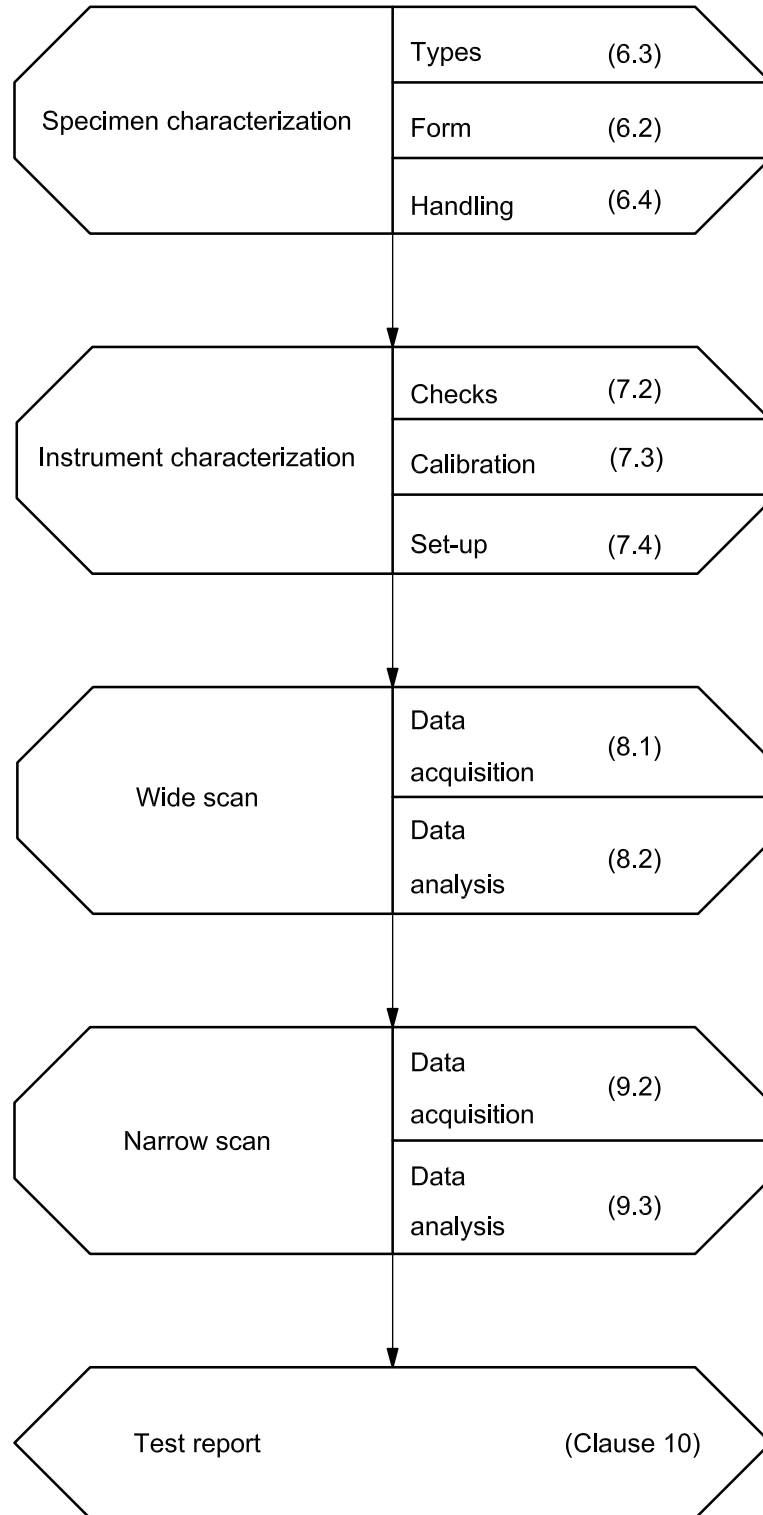 Types (6.3)
Specimen characterization
Form (6.2)
Handling (6.4)
Checks (7.2)
Instrument characterization
Calibration (7.3)
Set-up (7.4)
Data
acquisition
(8.1)
Wide scan
Data
analysis
(8.2)
Data
acquisition
(9.2)
Narrow scan
Data
analysis
(9.3)
Test report (Clause 10)